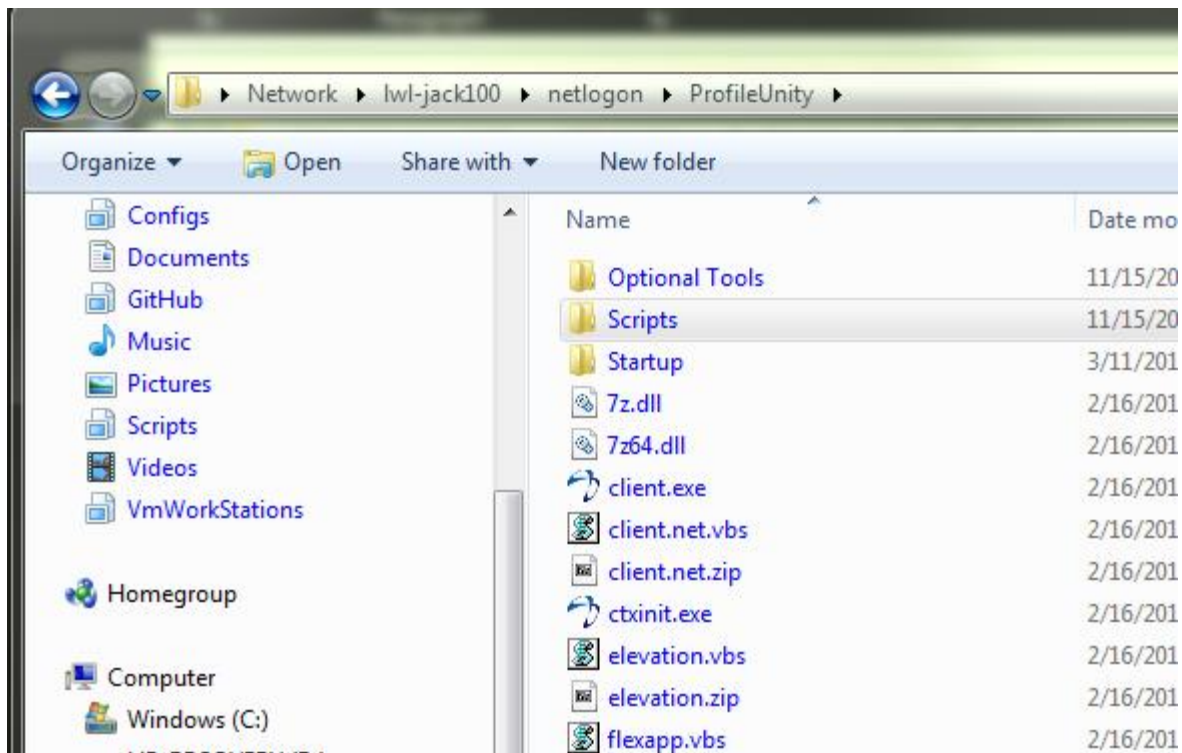 Network lwl-jack100 netlogon ProfileUnity
Organize Open Share with New folder
Configs
Documents
GitHub
Music
Pictures
Scripts
Videos
VmWorkStations
Homegroup
Computer
Windows (C:)
Name Date mo
Optional Tools 11/15/20
Scripts 11/15/20
Startup 3/11/201
7z.dll 2/16/201
7z64.dll 2/16/201
client.exe 2/16/201
client.net.vbs 2/16/201
client.net.zip 2/16/201
ctxinit.exe 2/16/201
elevation.vbs 2/16/201
elevation.zip 2/16/201
flexapp.vbs 2/16/201